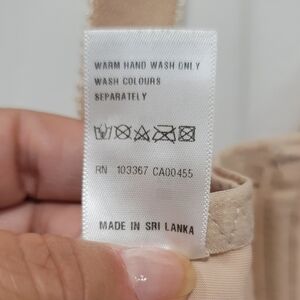 WARM HAND WASH ONLY
WASH COLOURS
SEPARATELY
RN 103367 CA00455
MADE IN SRI LANKA